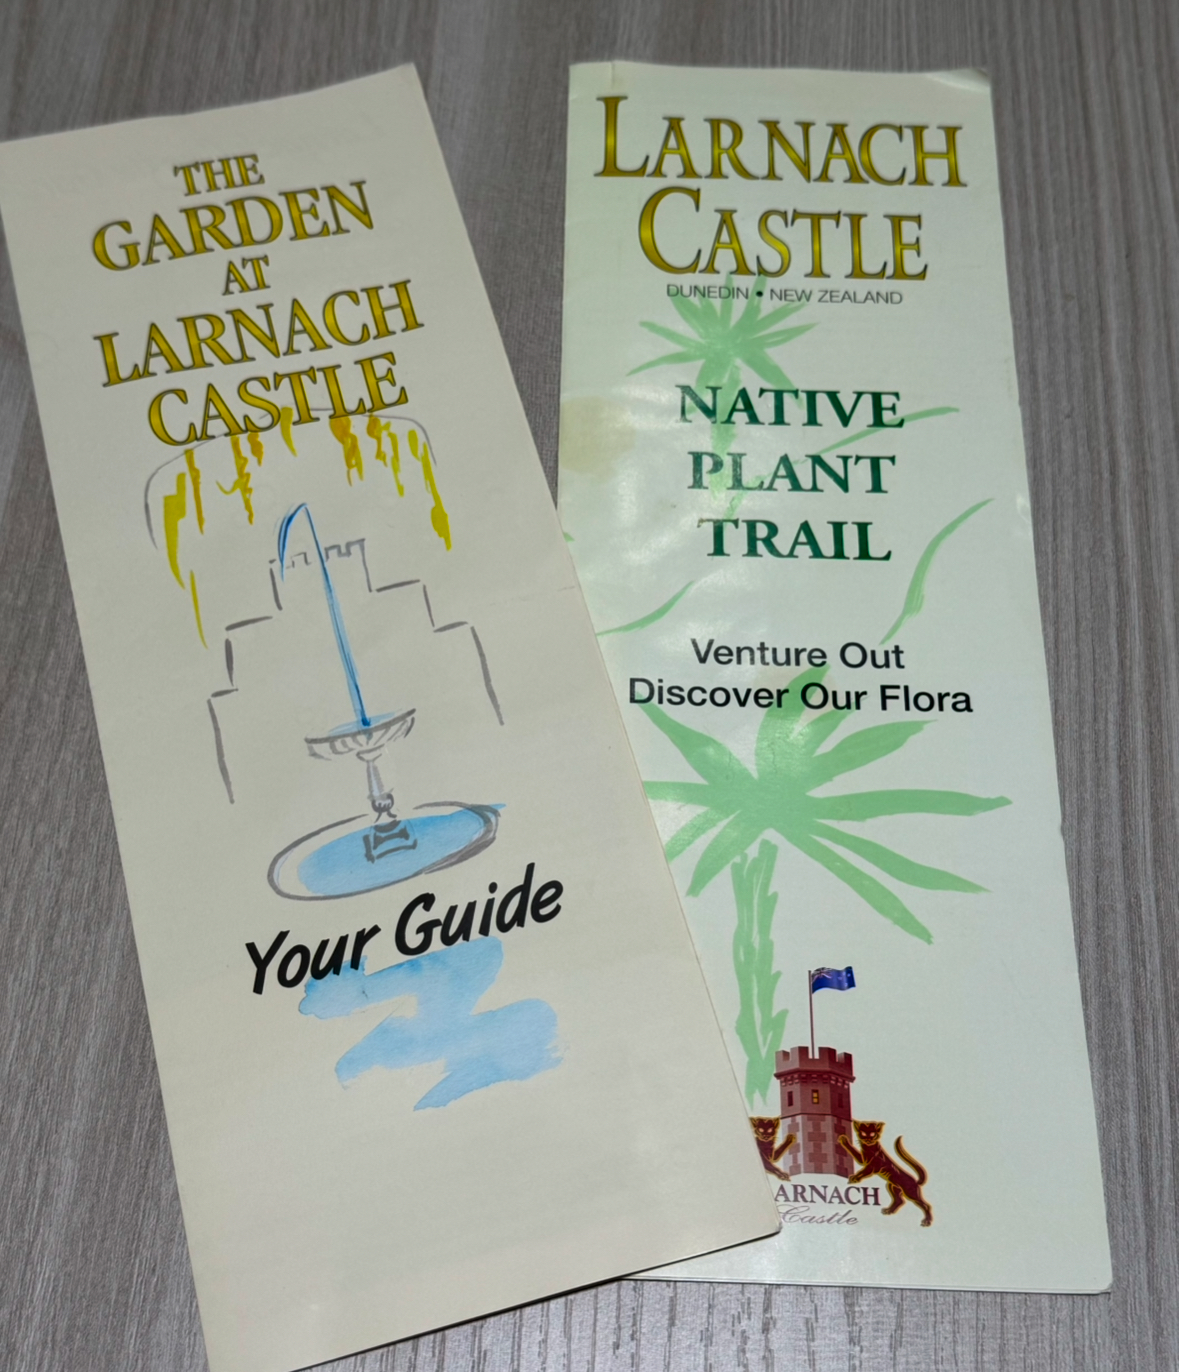 THE
GARDEN
AT
LARNACH
CASTLE
Your Guide
LARNACH
CASTLE
DUNEDIN • NEW ZEALAND
NATIVE
PLANT
TRAIL
Venture Out
Discover Our Flora
ARNACH
Castle